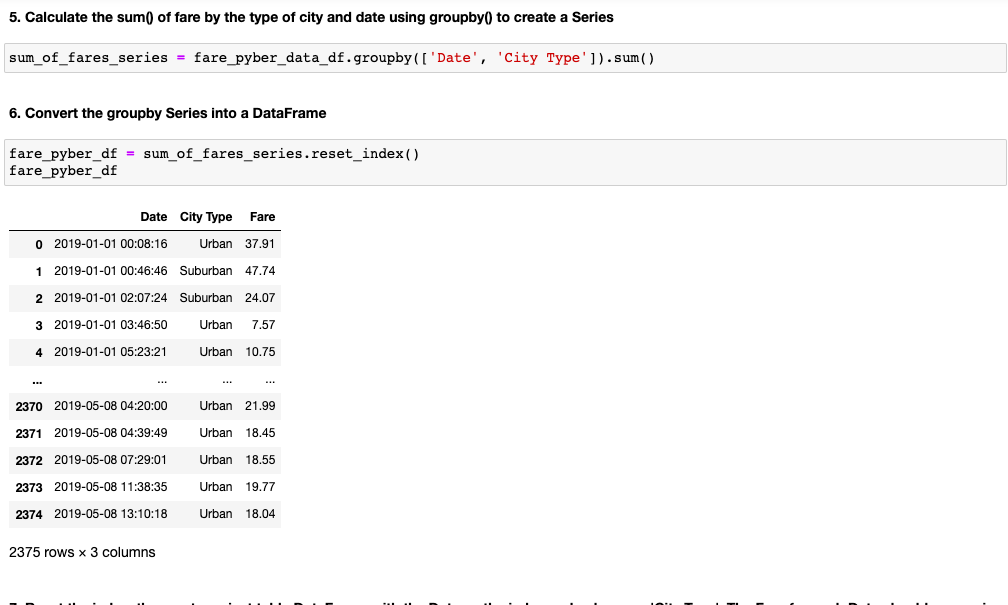 5. Calculate the sum() of fare by the type of city and date using groupby() to create a Series
sum_of_fares_series = fare_pyber_data_df.groupby(['Date', 'City Type']).sum()
6. Convert the groupby Series into a DataFrame
fare_pyber_df = sum_of_fares_series.reset_index()
fare_pyber_df
Date City Type Fare
0 2019-01-01 00:08:16 Urban 37.91
1 2019-01-01 00:46:46 Suburban 47.74
2 2019-01-01 02:07:24 Suburban 24.07
3 2019-01-01 03:46:50 Urban 7.57
4 2019-01-01 05:23:21 Urban 10.75
... ... ... ...
2370 2019-05-08 04:20:00 Urban 21.99
2371 2019-05-08 04:39:49 Urban 18.45
2372 2019-05-08 07:29:01 Urban 18.55
2373 2019-05-08 11:38:35 Urban 19.77
2374 2019-05-08 13:10:18 Urban 18.04
2375 rows × 3 columns